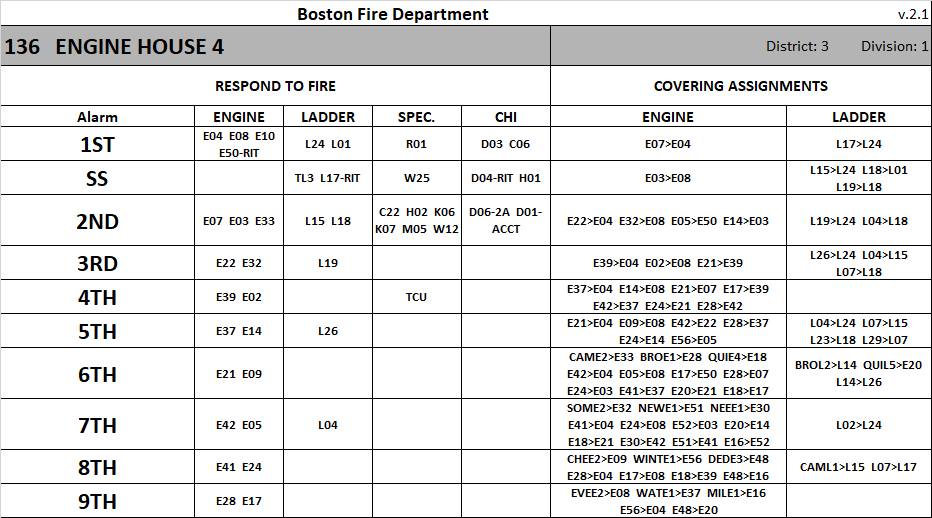 Boston Fire Department v.2.1
136 ENGINE HOUSE 4 District: 3 Division: 1
RESPOND TO FIRE COVERING ASSIGNMENTS
Alarm ENGINE LADDER SPEC. CHI ENGINE LADDER
1ST
E04 E08 E10
E50-RIT
L24 L01
R01
D03 C06
E07>E04
L17>L24
SS
TL3 L17-RIT
W25
D04-RIT H01
E03>E08
L15>L24 L18>L01
L19>L18
2ND
E07 E03 E33
L15 L18
C22 H02 K06
K07 M05 W12
D06-2A D01-
ACCT
E22>E04 E32>E08 E05>E50 E14>E03
L19>L24 L04>L18
3RD
E22 E32
L19
E39>E04 E02>E08 E21>E39
L26>L24 L04>L15
L07>L18
4TH
E39 E02
TCU
E37>E04 E14>E08 E21>E07 E17>E39
E42>E37 E24>E21 E28>E42
5TH
E37 E14
L26
E21>E04 E09>E08 E42>E22 E28>E37
E24>E14 E56>E05
L04>L24 L07>L15
L23>L18 L29>L07
6TH
E21 E09
CAME2>E33 BROE1>E28 QUIE4>E18
E42>E04 E05>E08 E17>E50 E28>E07
E24>E03 E41>E37 E20>E21 E18>E17
BROL2>L14 QUIL5>E20
L14>L26
7TH
E42 E05
L04
SOME2>E32 NEWE1>E51 NEEE1>E30
E41>E04 E24>E08 E52>E03 E20>E14
E18>E21 E30>E42 E51>E41 E16>E52
L02>L24
8TH
E41 E24
CHEE2>E09 WINTE1>E56 DEDE3>E48
E28>E04 E17>E08 E18>E39 E48>E16
CAML1>L15 L07>L17
9TH
E28 E17
EVEE2>E08 WATE1>E37 MILE1>E16
E56>E04 E48>E20